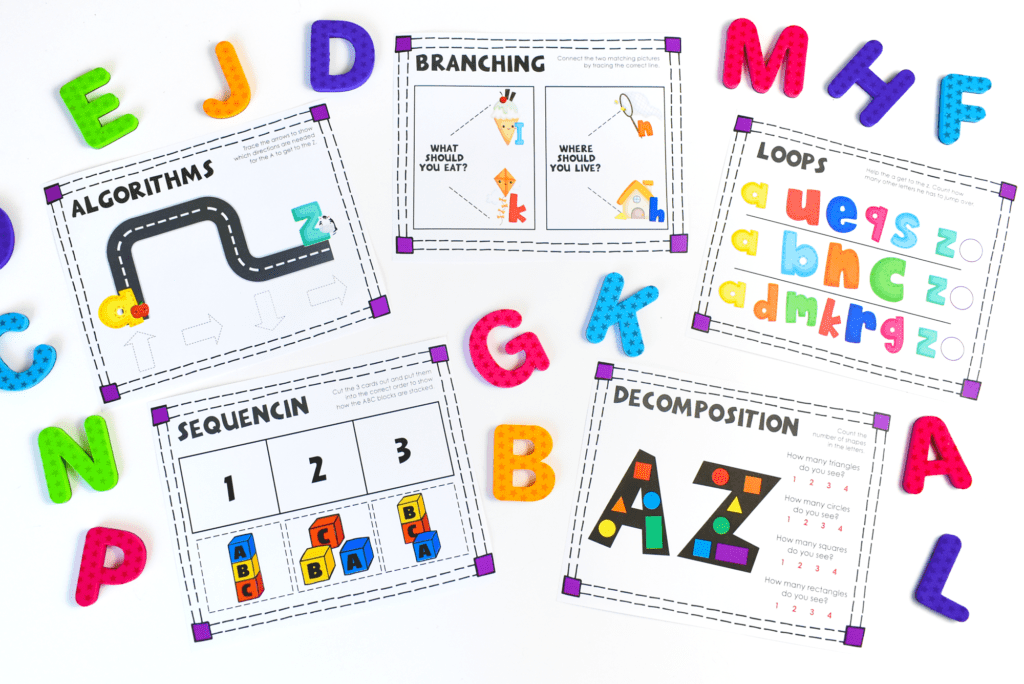 E
J
D
M
H
F
C
K
G
N
B
A
P
L
ALGORITHMS
Trace the arrows to show
which directions are needed
for the A to get to the Z.
z
a
BRANCHING
Connect the two matching pictures
by tracing the correct line.
WHAT
SHOULD
YOU EAT?
i
k
WHERE
SHOULD
YOU LIVE?
n
h
LOOPS
Help the a get to the z. Count how
many other letters he has to jump over.
a u e q s z
a b n c z
a d m k r g z
SEQUENCIN
Cut the 3 cards out and put them
into the correct order to show
how the ABC blocks are stacked.
1 2 3
A
B
C
C
B A
B
C
A
DECOMPOSITION
Count the
number of shapes
in the letters.
A Z
How many triangles
do you see?
1 2 3 4
How many circles
do you see?
1 2 3 4
How many squares
do you see?
1 2 3 4
How many rectangles
do you see?
1 2 3 4